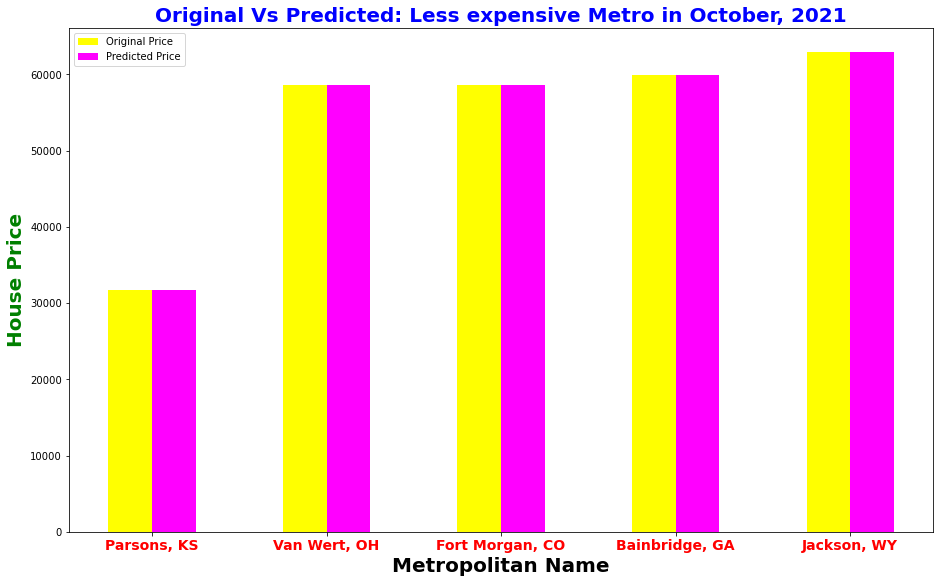 Original Vs Predicted: Less expensive Metro in October, 2021
Original Price
Predicted Price
60000
50000
40000
30000
20000
10000
0
House Price
Parsons, KS
Van Wert, OH
Fort Morgan, CO
Bainbridge, GA
Jackson, WY
Metropolitan Name